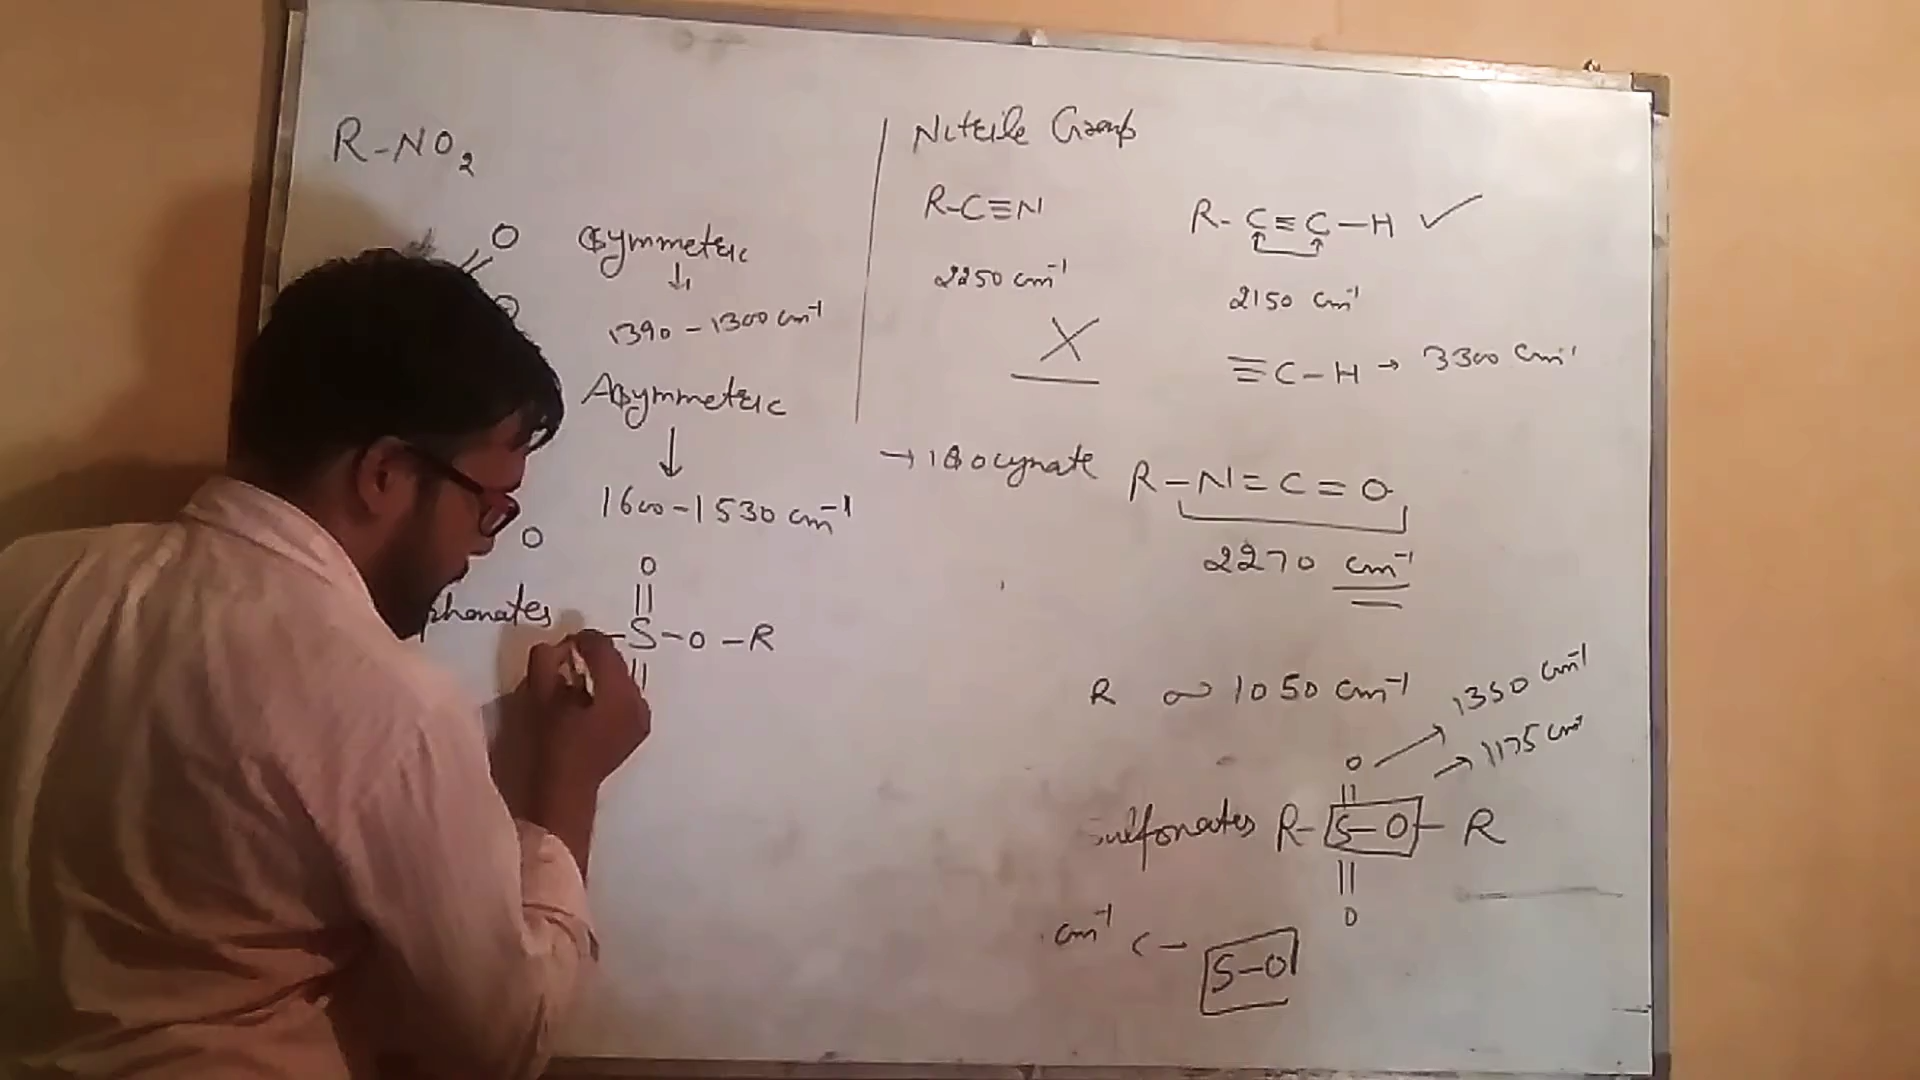 R-NO2
O
Symmetric
↓
1390 - 1300 cm-1
Asymmetric
↓
1600-1530 cm-1
O
O
||
phonates -S-O-R
||
Nitrile Group
R-C≡N
2250 cm-1
X
R-C≡C-H ✓
2150 cm-1
≡C-H → 3300 cm-1
→ isocynate R-N=C=O
2270 cm-1
R ~ 1050 cm-1
1350 cm-1
1175 cm-1
O
||
sulfonates R-S-O-R
||
O
cm-1
S-O